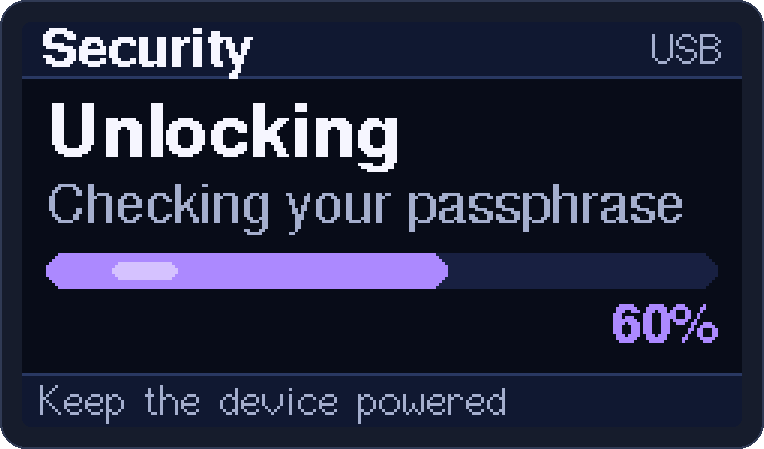 Security
USB
Unlocking
Checking your passphrase
60%
Keep the device powered